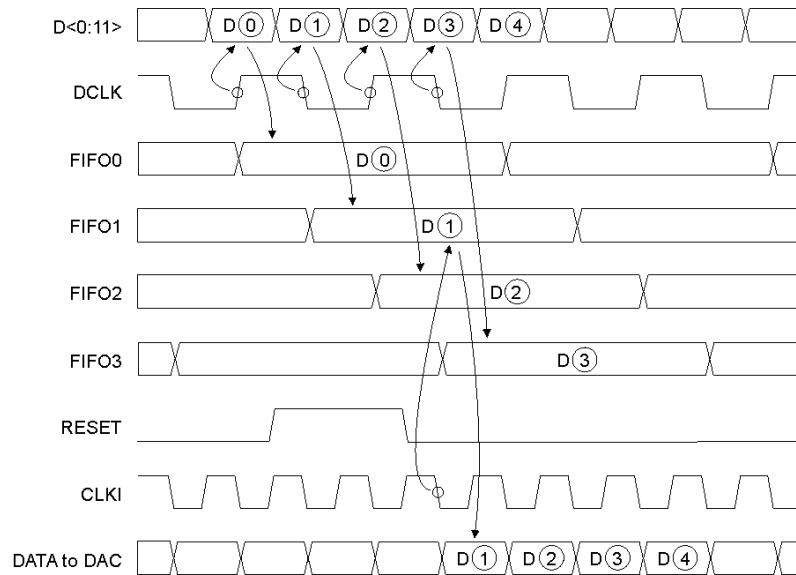 D<0:11> D0 D1 D2 D3 D4
DCLK
FIFO0 D0
FIFO1 D1
FIFO2 D2
FIFO3 D3
RESET
CLKI
DATA to DAC D1 D2 D3 D4